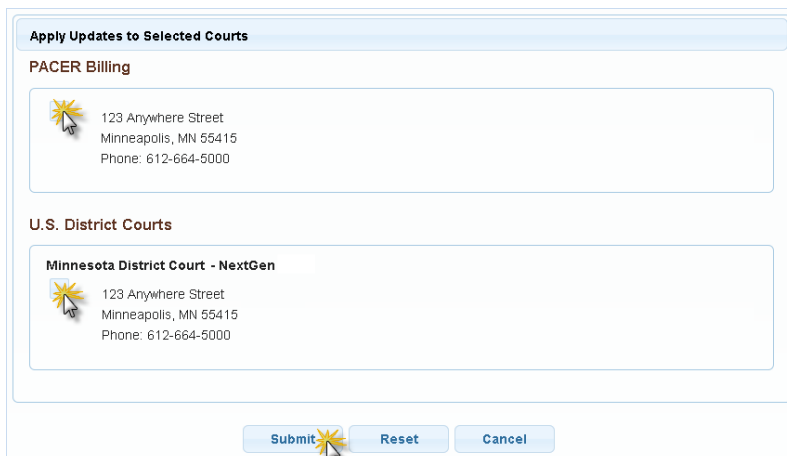 Apply Updates to Selected Courts
PACER Billing
123 Anywhere Street
Minneapolis, MN 55415
Phone: 612-664-5000
U.S. District Courts
Minnesota District Court - NextGen
123 Anywhere Street
Minneapolis, MN 55415
Phone: 612-664-5000
Submit Reset Cancel